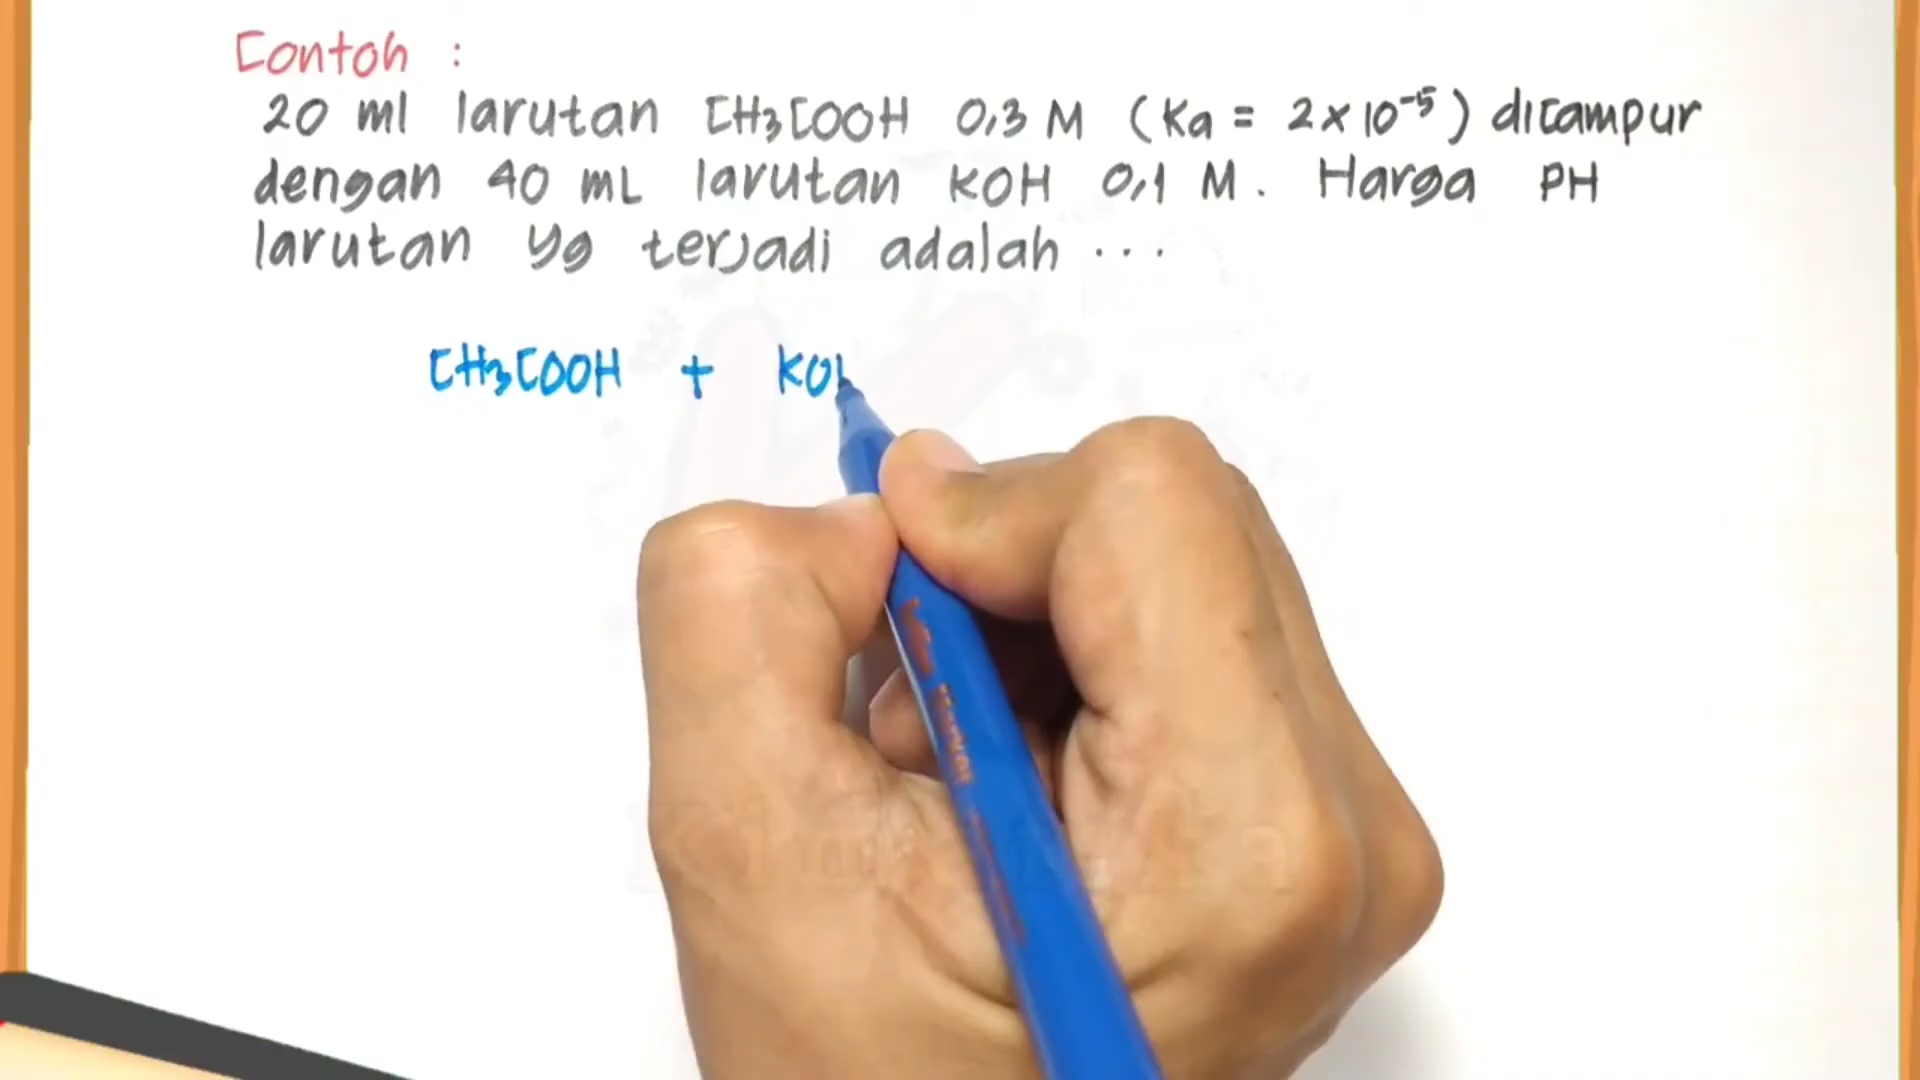 Contoh :
20 ml larutan CH3COOH 0,3 M (Ka = 2x10⁻⁵) dicampur
dengan 40 mL larutan KOH 0,1 M. Harga PH
larutan yg terjadi adalah ...
CH3COOH + KOH